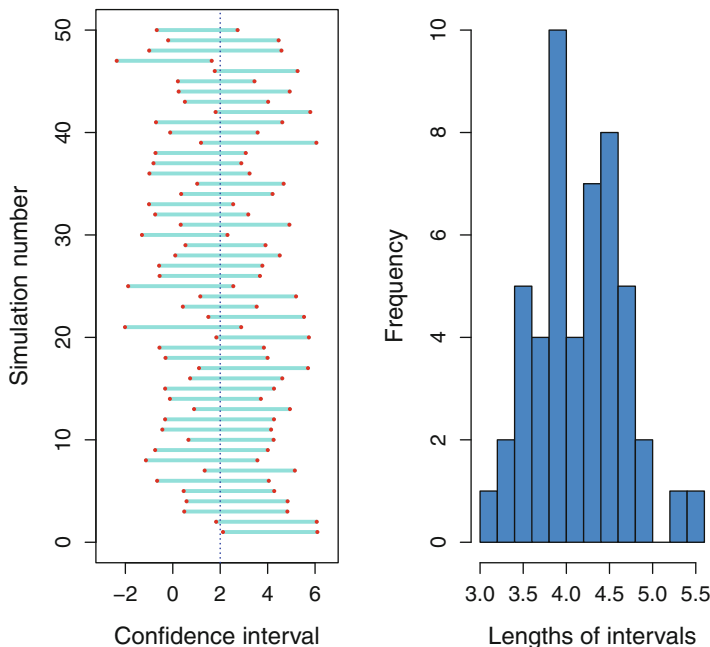 50
40
30
20
10
0
Simulation number
−2 0 2 4 6
Confidence interval
10
8
6
4
2
0
Frequency
3.0 3.5 4.0 4.5 5.0 5.5
Lengths of intervals